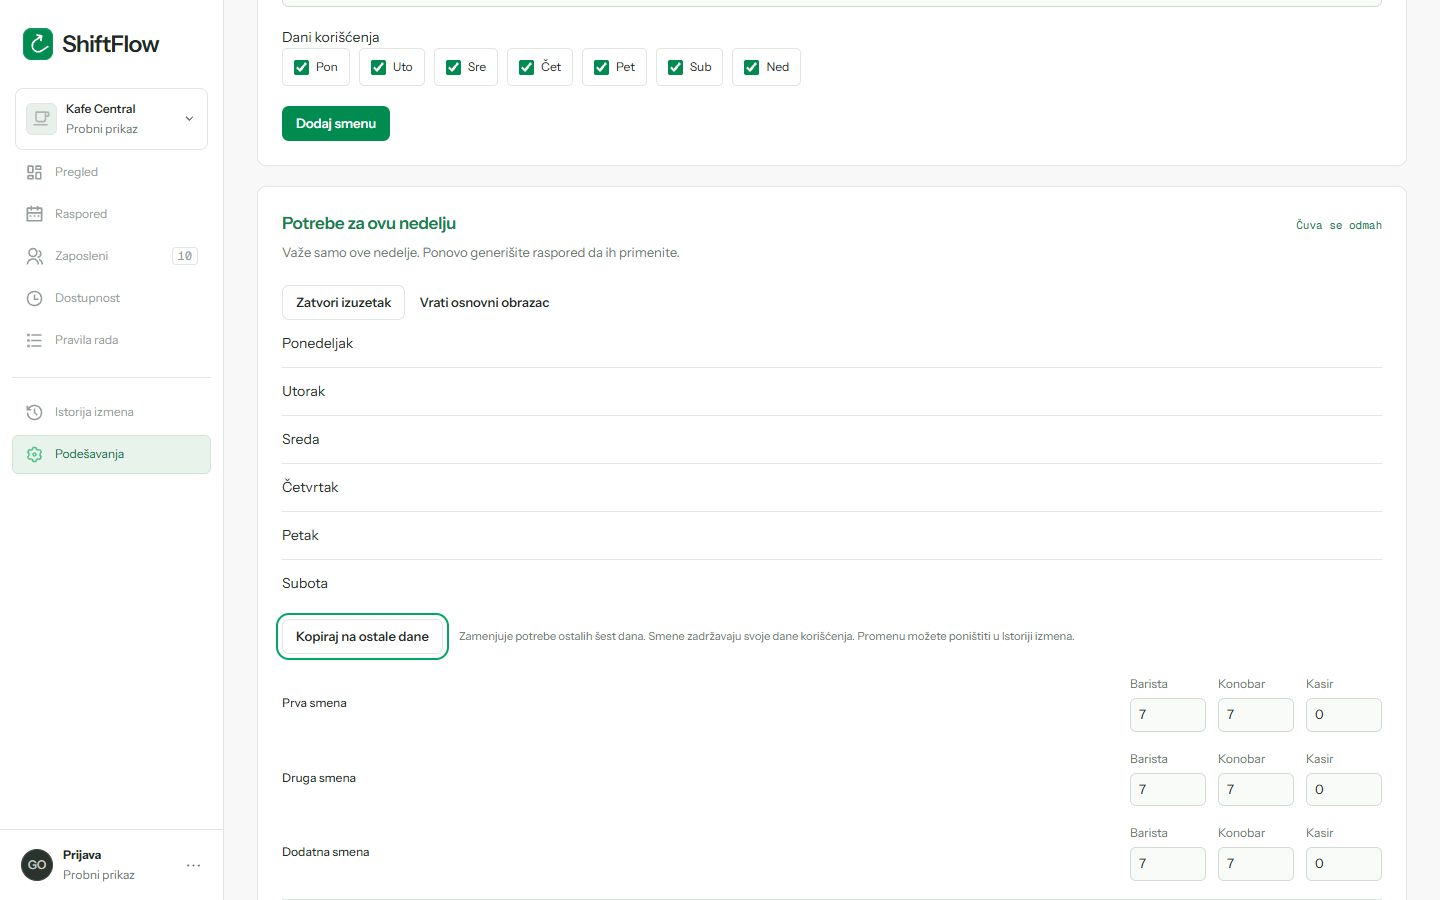 ShiftFlow
Kafe Central
Probni prikaz
Pregled
Raspored
Zaposleni 10
Dostupnost
Pravila rada
Istorija izmena
Podešavanja
GO
Prijava
Probni prikaz
Dani korišćenja
Pon Uto Sre Čet Pet Sub Ned
Dodaj smenu
Potrebe za ovu nedelju
Čuva se odmah
Važe samo ove nedelje. Ponovo generišite raspored da ih primenite.
Zatvori izuzetak Vrati osnovni obrazac
Ponedeljak
Utorak
Sreda
Četvrtak
Petak
Subota
Kopiraj na ostale dane Zamenjuje potrebe ostalih šest dana. Smene zadržavaju svoje dane korišćenja. Promenu možete poništiti u Istoriji izmena.
Barista Konobar Kasir
Prva smena 7 7 0
Barista Konobar Kasir
Druga smena 7 7 0
Barista Konobar Kasir
Dodatna smena 7 7 0